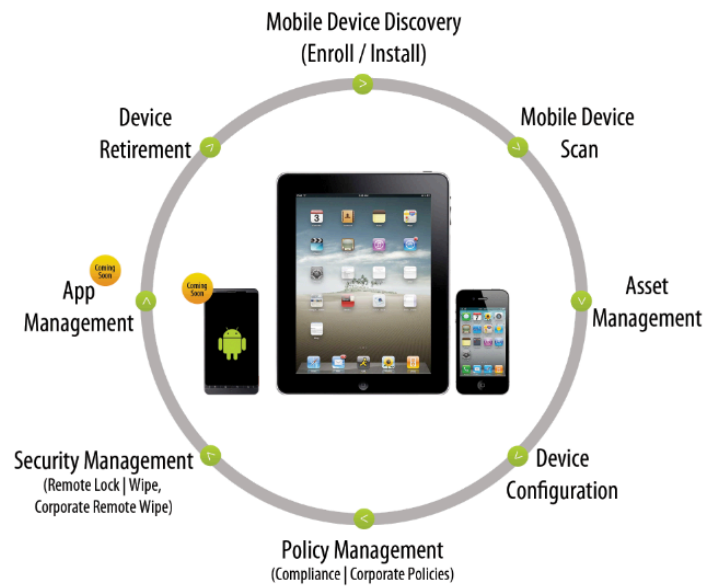 Mobile Device Discovery
(Enroll / Install)
Mobile Device
Scan
Asset
Management
Device
Configuration
Policy Management
(Compliance | Corporate Policies)
Security Management
(Remote Lock | Wipe,
Corporate Remote Wipe)
App
Management
Coming
Soon
Device
Retirement
Coming
Soon
3